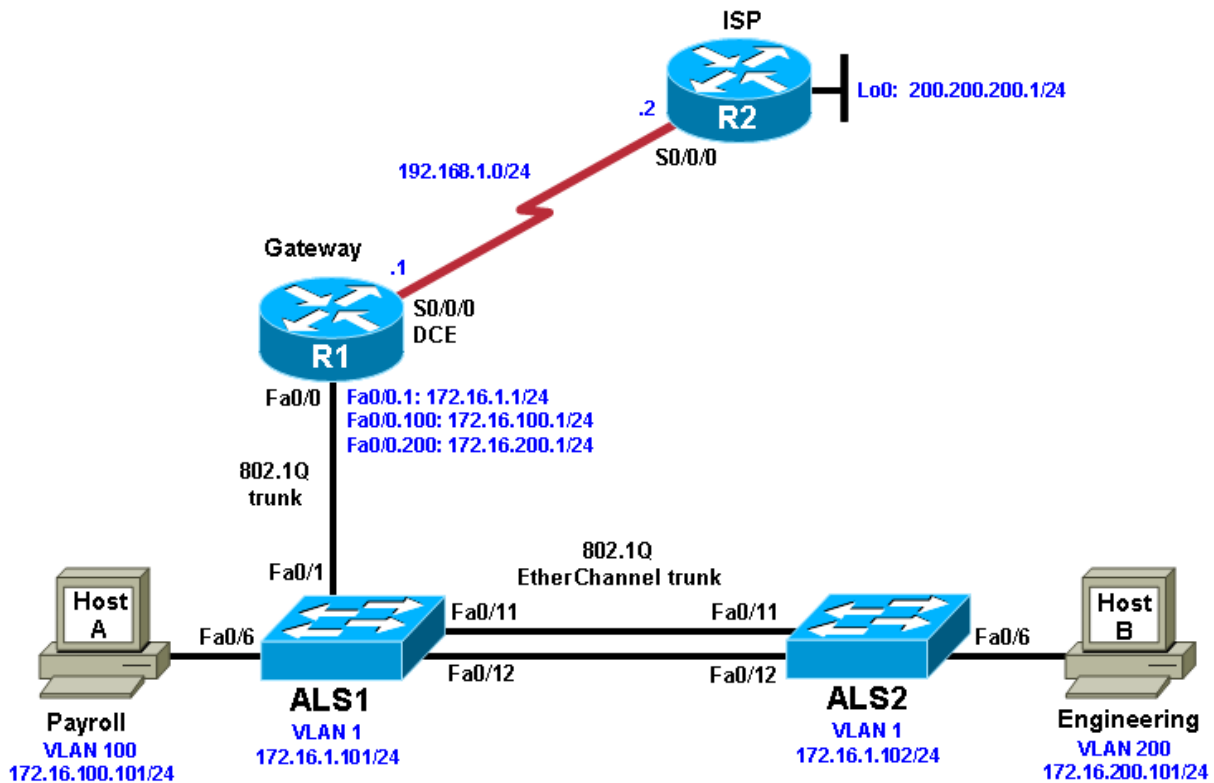 ISP
R2
Lo0: 200.200.200.1/24
.2
S0/0/0
192.168.1.0/24
Gateway
.1
S0/0/0
DCE
R1
Fa0/0
Fa0/0.1: 172.16.1.1/24
Fa0/0.100: 172.16.100.1/24
Fa0/0.200: 172.16.200.1/24
802.1Q
trunk
Fa0/1
802.1Q
EtherChannel trunk
Host
A
Fa0/6
Fa0/11
Fa0/11
Fa0/12
Fa0/12
Fa0/6
Host
B
Payroll
VLAN 100
172.16.100.101/24
ALS1
VLAN 1
172.16.1.101/24
ALS2
VLAN 1
172.16.1.102/24
Engineering
VLAN 200
172.16.200.101/24